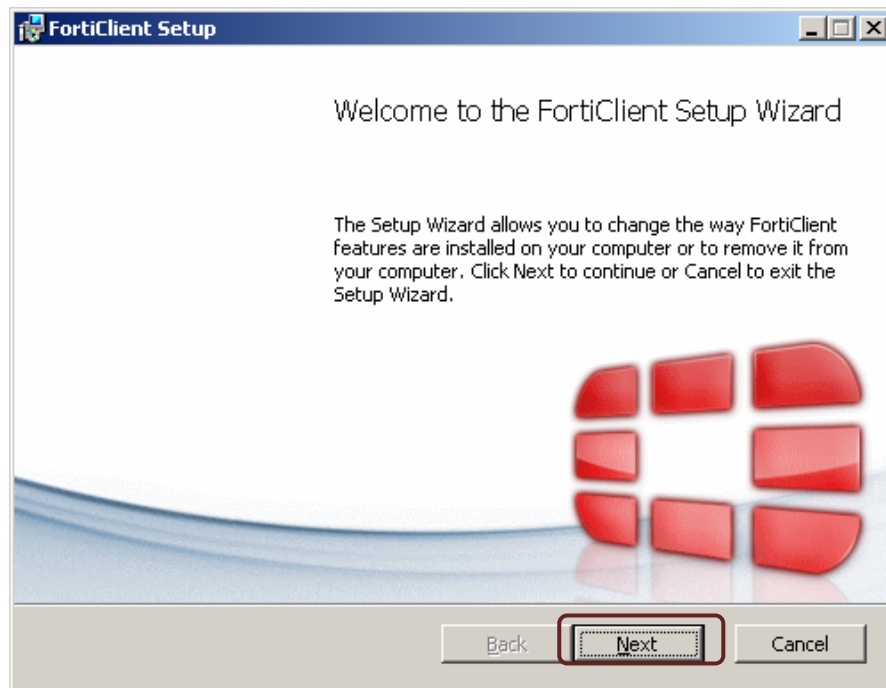 FortiClient Setup
Welcome to the FortiClient Setup Wizard
The Setup Wizard allows you to change the way FortiClient
features are installed on your computer or to remove it from
your computer. Click Next to continue or Cancel to exit the
Setup Wizard.
Back Next Cancel